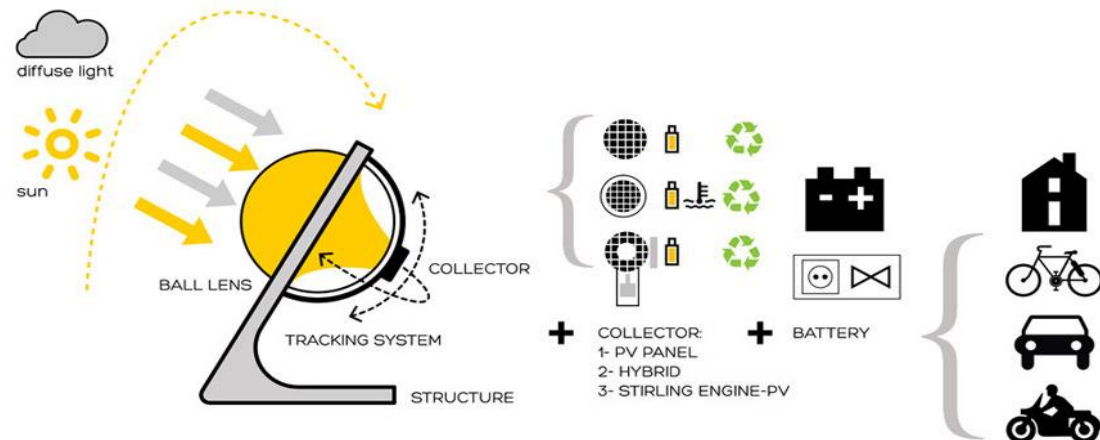 diffuse light
sun
BALL LENS
COLLECTOR
TRACKING SYSTEM
STRUCTURE
+ COLLECTOR:
1- PV PANEL
2- HYBRID
3- STIRLING ENGINE-PV
+ BATTERY